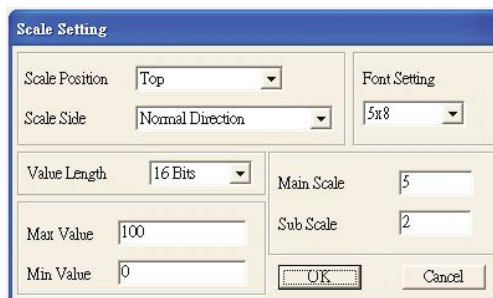 Scale Setting
Scale Position Top
Scale Side Normal Direction
Font Setting
5x8
Value Length 16 Bits
Max Value 100
Min Value 0
Main Scale 5
Sub Scale 2
OK Cancel